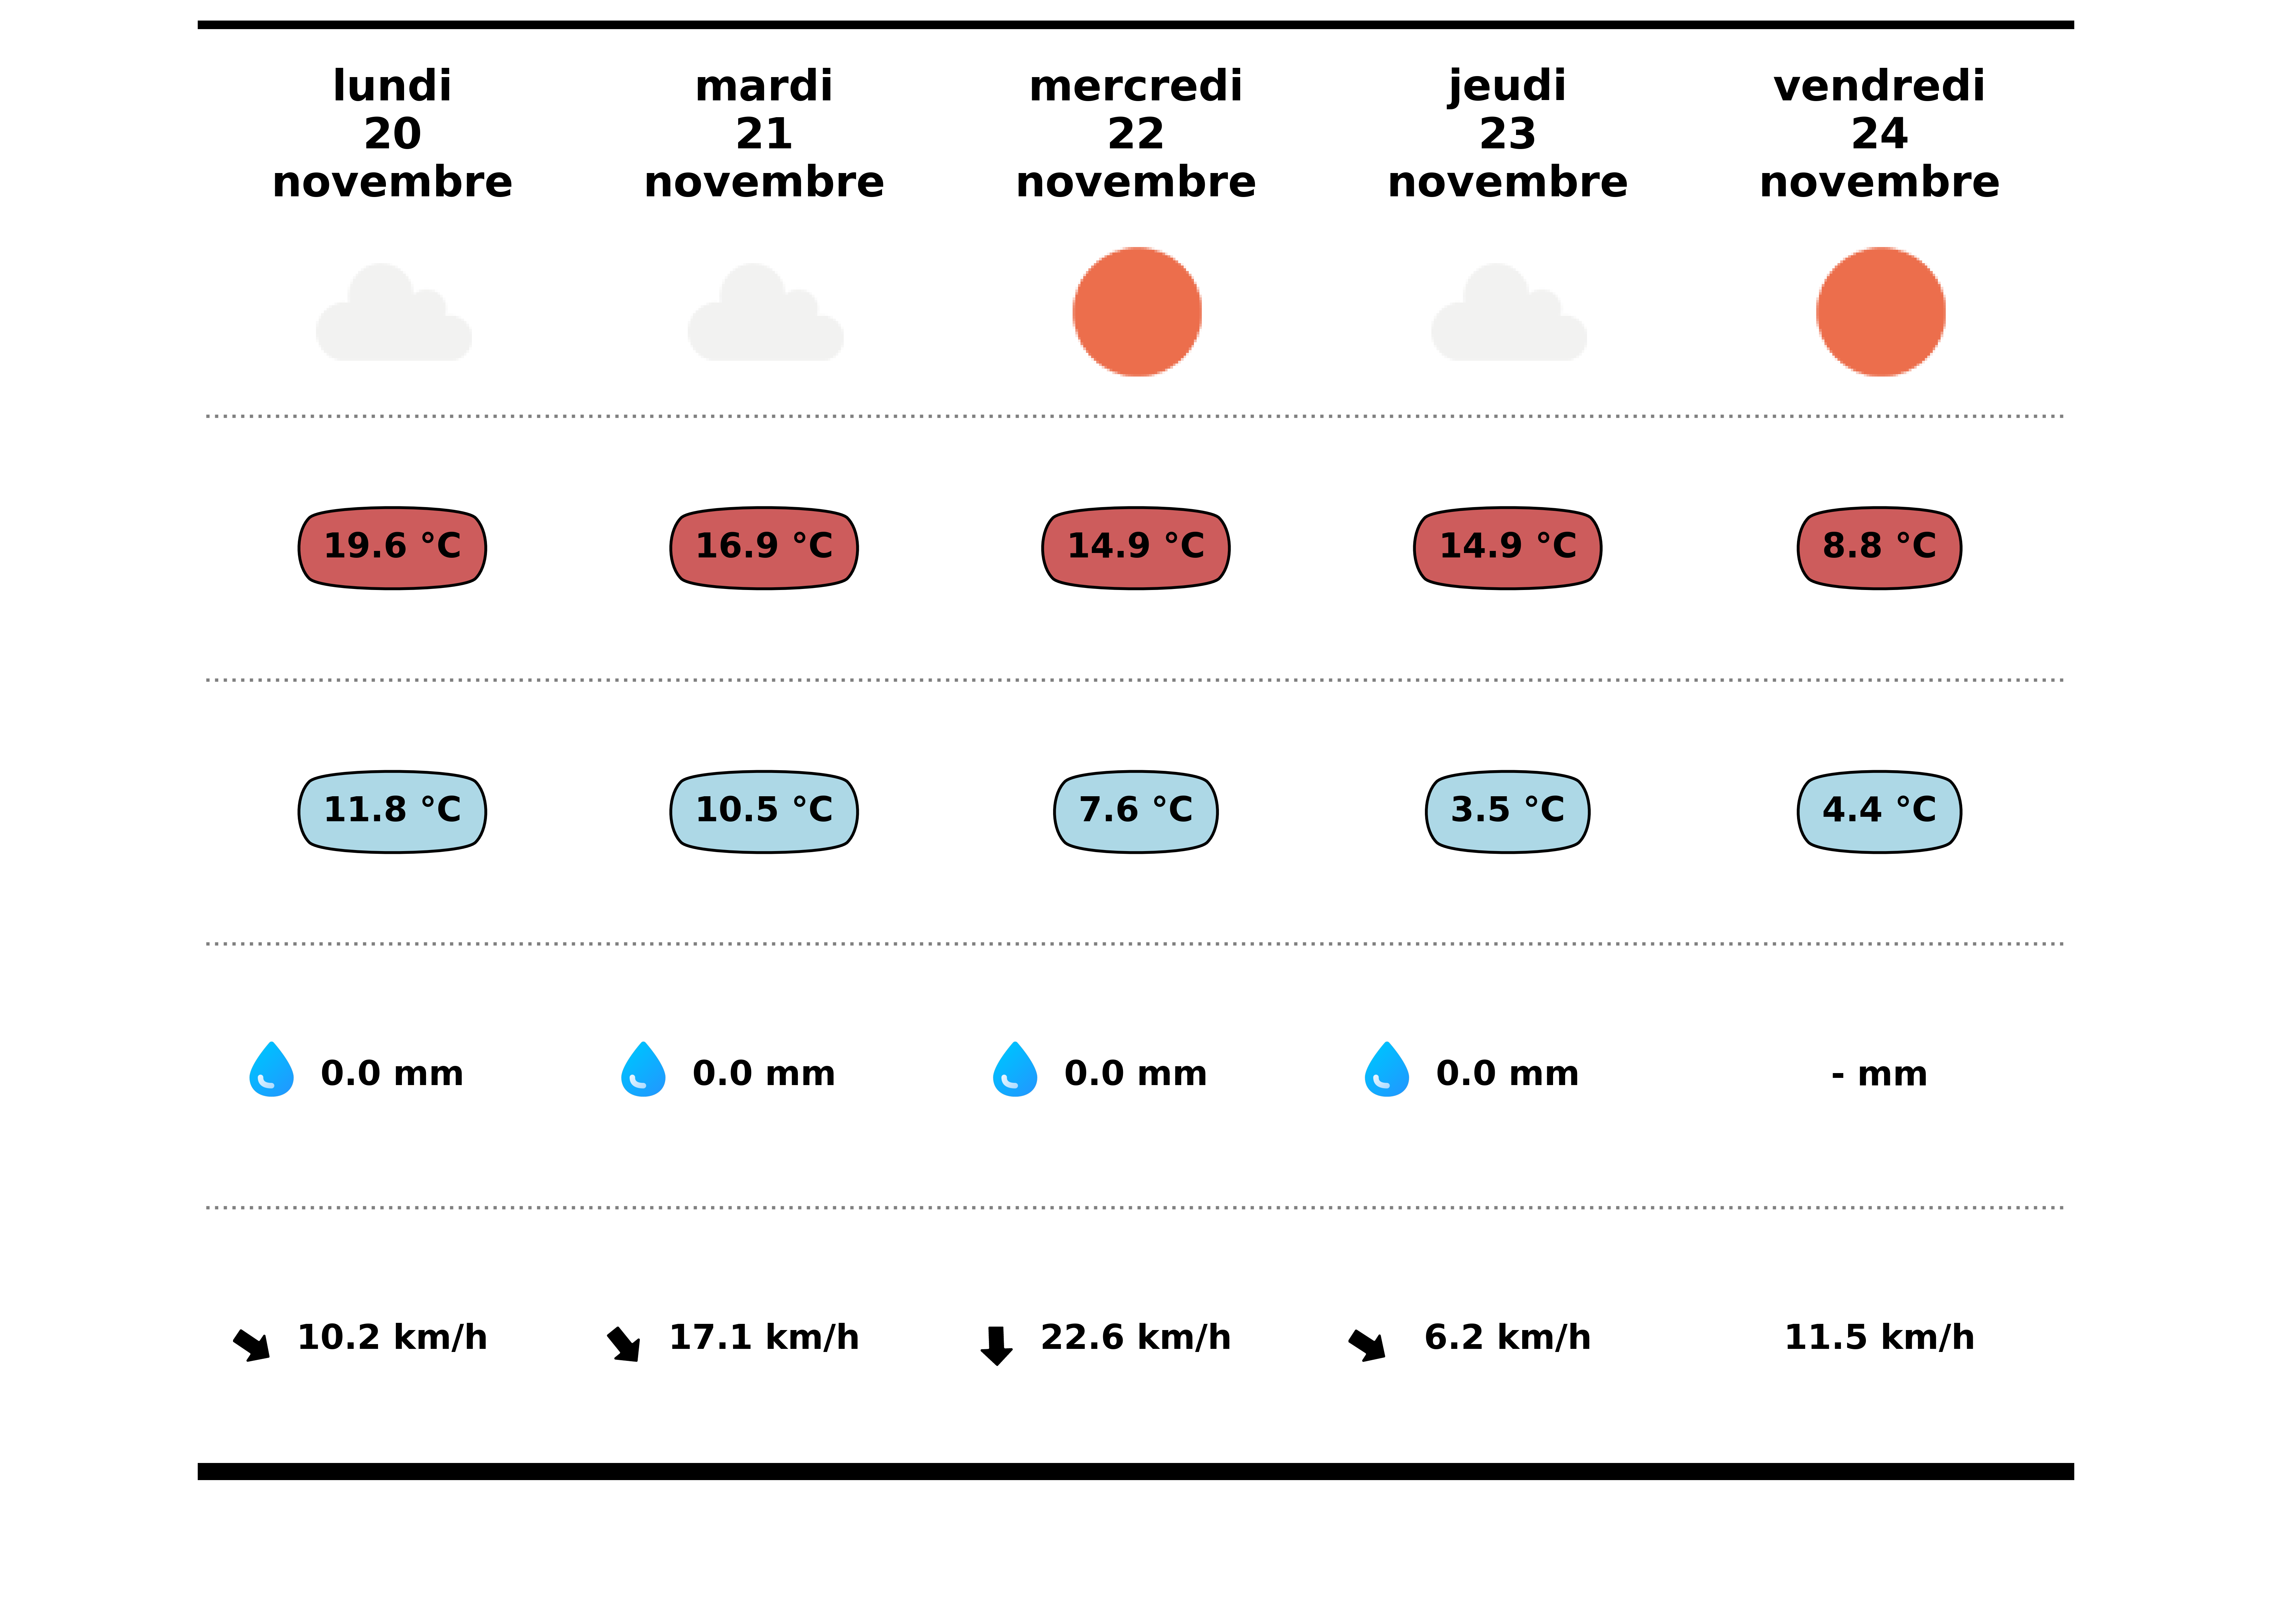 lundi
20
novembre
mardi
21
novembre
mercredi
22
novembre
jeudi
23
novembre
vendredi
24
novembre
19.6 °C
16.9 °C
14.9 °C
14.9 °C
8.8 °C
11.8 °C
10.5 °C
7.6 °C
3.5 °C
4.4 °C
0.0 mm
0.0 mm
0.0 mm
0.0 mm
- mm
10.2 km/h
17.1 km/h
22.6 km/h
6.2 km/h
11.5 km/h